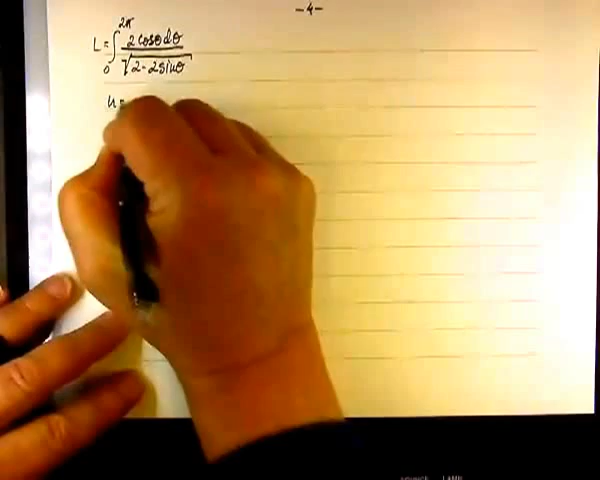 -4-
L = ∫₀^2π 2cosθdθ / √2-2sinθ
u =